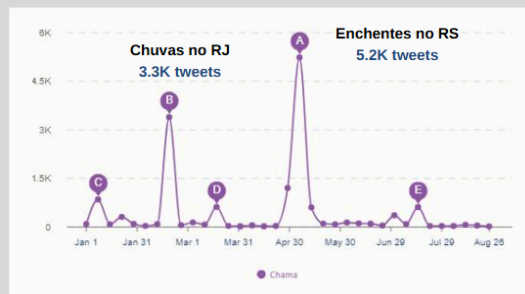 Enchentes no RS
5.2K tweets
Chuvas no RJ
3.3K tweets
6K
4.5K
3K
1.5K
0
A
B
C
D
E
Jan 1 Jan 31 Mar 1 Mar 31 Apr 30 May 30 Jun 29 Jul 29 Aug 26
Chama